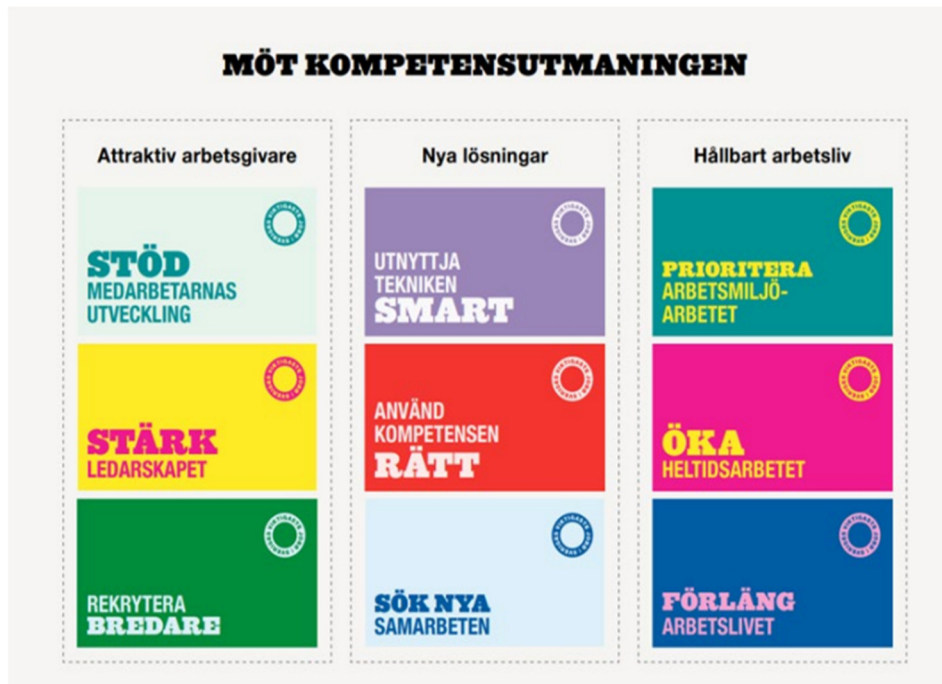 MÖT KOMPETENSUTMANINGEN
Attraktiv arbetsgivare
STÖD
MEDARBETARNAS
UTVECKLING
STÄRK
LEDARSKAPET
REKRYTERA
BREDARE
Nya lösningar
UTNYTTJA
TEKNIKEN
SMART
ANVÄND
KOMPETENSEN
RÄTT
SÖK NYA
SAMARBETEN
Hållbart arbetsliv
PRIORITERA
ARBETSMILJÖ-
ARBETET
ÖKA
HELTIDSARBETET
FÖRLÄNG
ARBETSLIVET